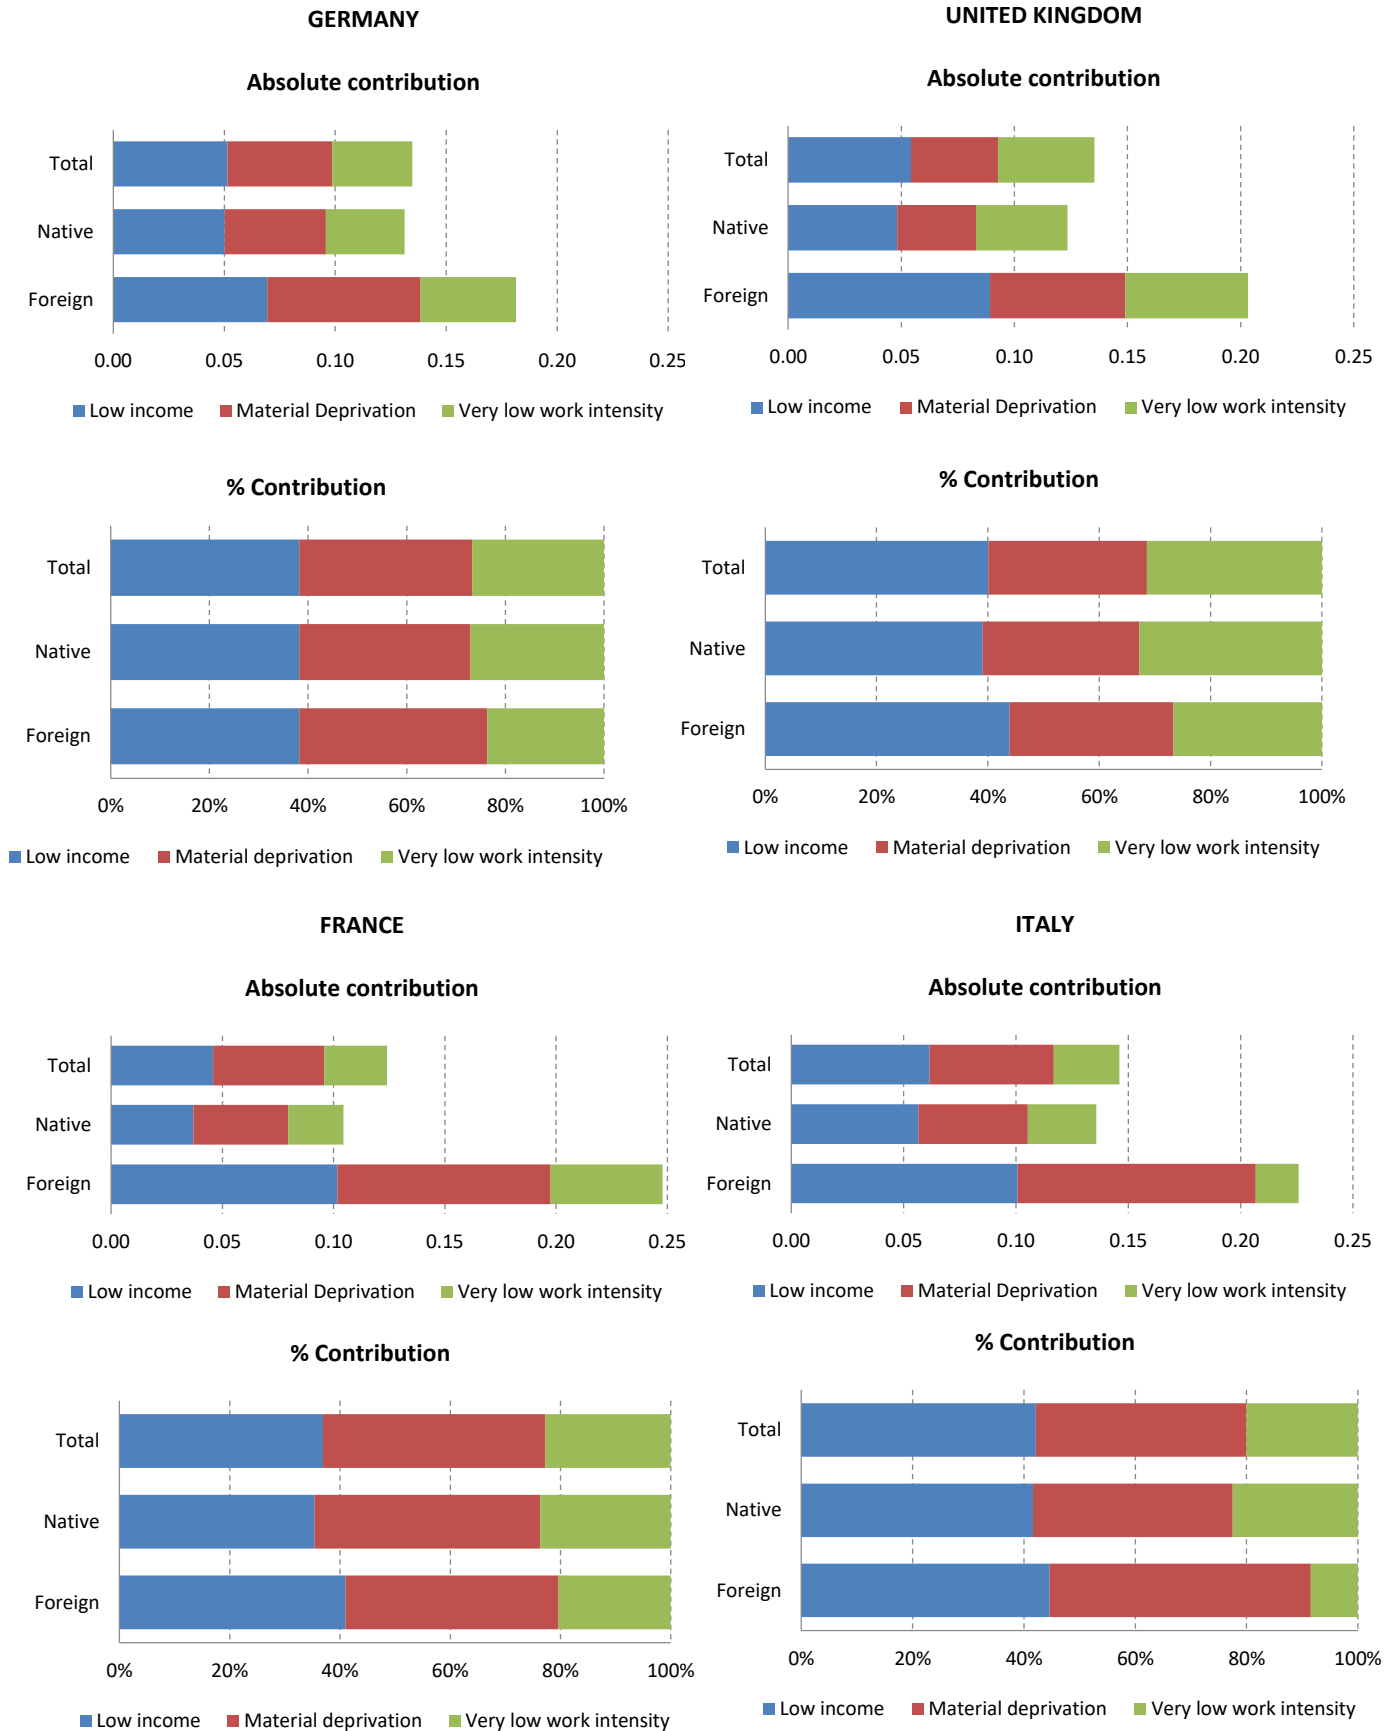 GERMANY
Absolute contribution
Total
Native
Foreign
0.00 0.05 0.10 0.15 0.20 0.25
Low income Material Deprivation Very low work intensity
% Contribution
Total
Native
Foreign
0% 20% 40% 60% 80% 100%
Low income Material deprivation Very low work intensity
UNITED KINGDOM
Absolute contribution
Total
Native
Foreign
0.00 0.05 0.10 0.15 0.20 0.25
Low income Material Deprivation Very low work intensity
% Contribution
Total
Native
Foreign
0% 20% 40% 60% 80% 100%
Low income Material deprivation Very low work intensity
FRANCE
Absolute contribution
Total
Native
Foreign
0.00 0.05 0.10 0.15 0.20 0.25
Low income Material Deprivation Very low work intensity
% Contribution
Total
Native
Foreign
0% 20% 40% 60% 80% 100%
Low income Material deprivation Very low work intensity
ITALY
Absolute contribution
Total
Native
Foreign
0.00 0.05 0.10 0.15 0.20 0.25
Low income Material Deprivation Very low work intensity
% Contribution
Total
Native
Foreign
0% 20% 40% 60% 80% 100%
Low income Material deprivation Very low work intensity